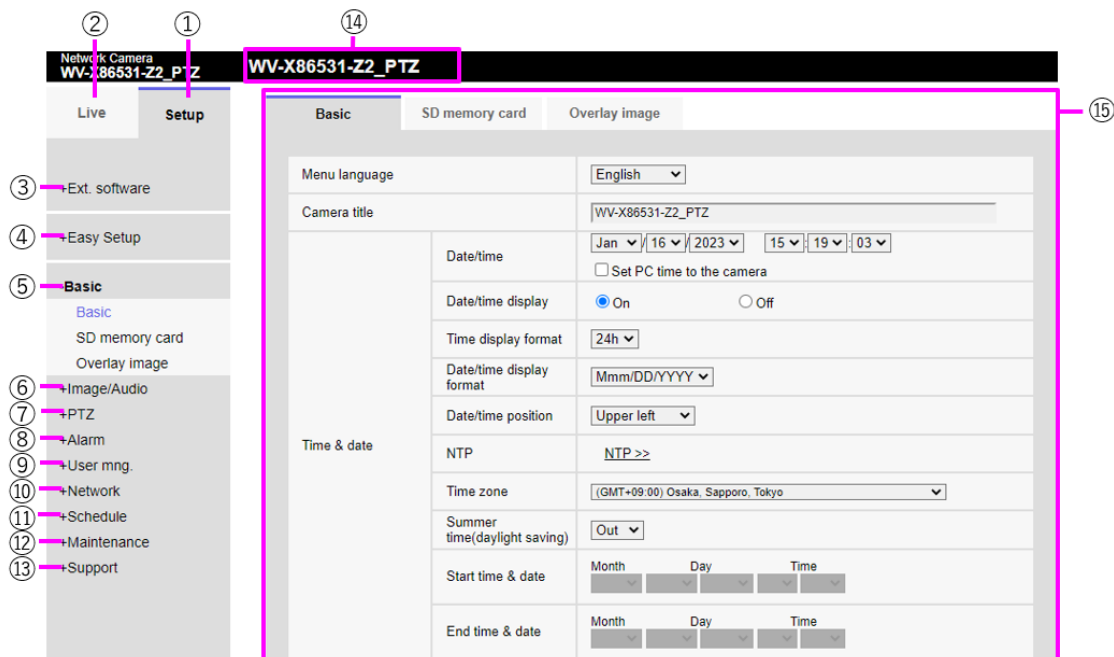 ② ① ⑭
Network Camera
WV-X86531-Z2_PTZ
WV-X86531-Z2_PTZ
Live Setup
⑮
Basic SD memory card Overlay image
③ +Ext. software
④ +Easy Setup
⑤ -Basic
Basic
SD memory card
Overlay image
⑥ +Image/Audio
⑦ +PTZ
⑧ +Alarm
⑨ +User mng.
⑩ +Network
⑪ +Schedule
⑫ +Maintenance
⑬ +Support
Menu language English
Camera title WV-X86531-Z2_PTZ
Time & date
Date/time Jan / 16 / 2023 15 : 19 : 03
Set PC time to the camera
Date/time display On Off
Time display format 24h
Date/time display
format Mmm/DD/YYYY
Date/time position Upper left
NTP NTP >>
Time zone (GMT+09:00) Osaka, Sapporo, Tokyo
Summer
time(daylight saving) Out
Start time & date Month Day Time
End time & date Month Day Time